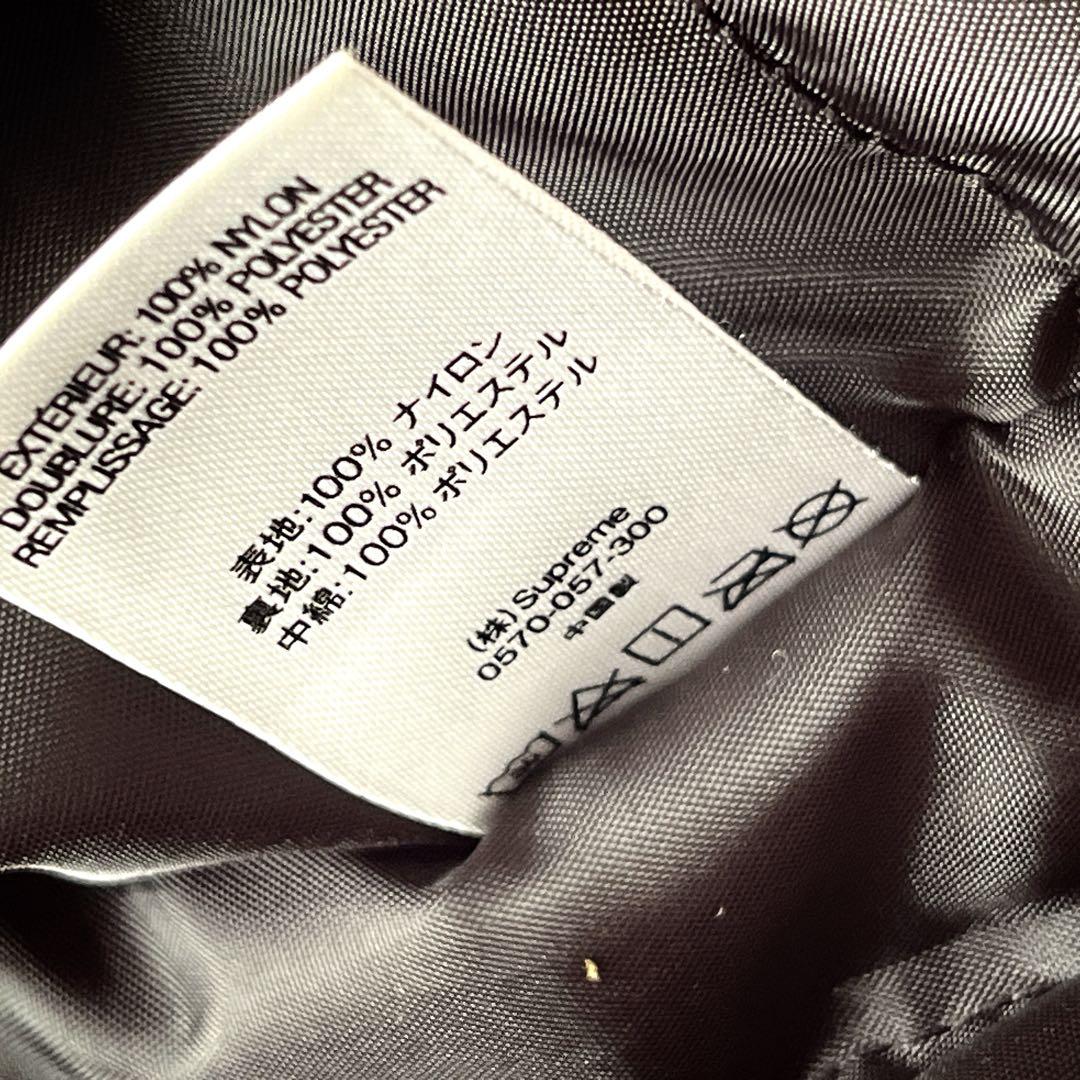 EXTÉRIEUR: 100% NYLON
DOUBLURE: 100% POLYESTER
REMPLISSAGE: 100% POLYESTER
表地:100% ナイロン
裏地:100% ポリエステル
中綿:100% ポリエステル
(株)Supreme
0570-057-300
中国製